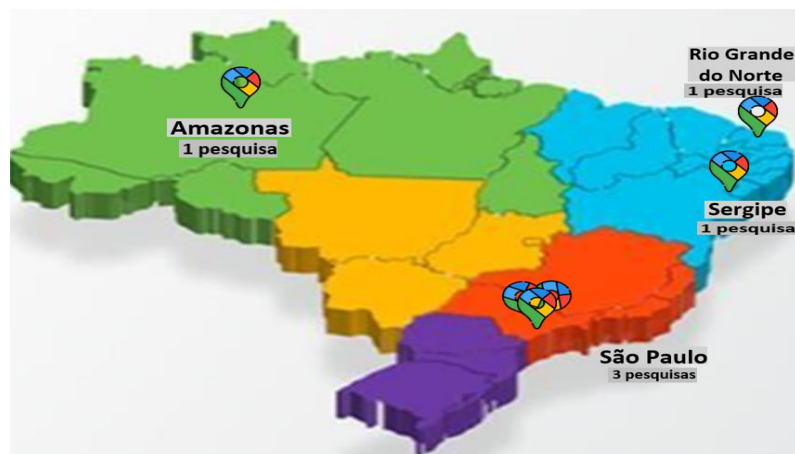 Rio Grande
do Norte
1 pesquisa
Amazonas
1 pesquisa
Sergipe
1 pesquisa
São Paulo
3 pesquisas